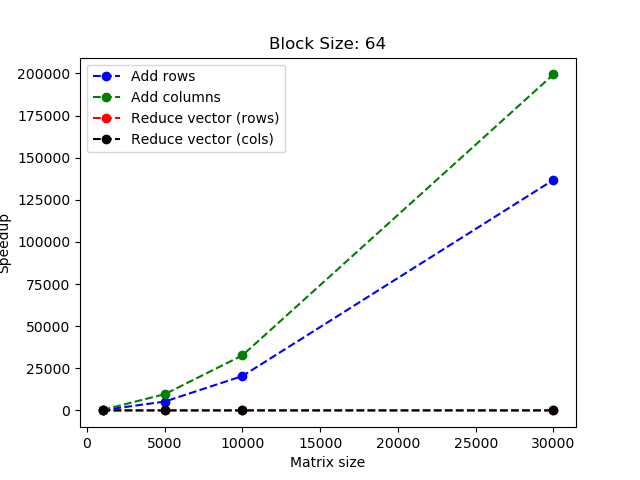 Block Size: 64
Add rows
Add columns
Reduce vector (rows)
Reduce vector (cols)
200000
175000
150000
125000
100000
75000
50000
25000
0
Speedup
0 5000 10000 15000 20000 25000 30000
Matrix size